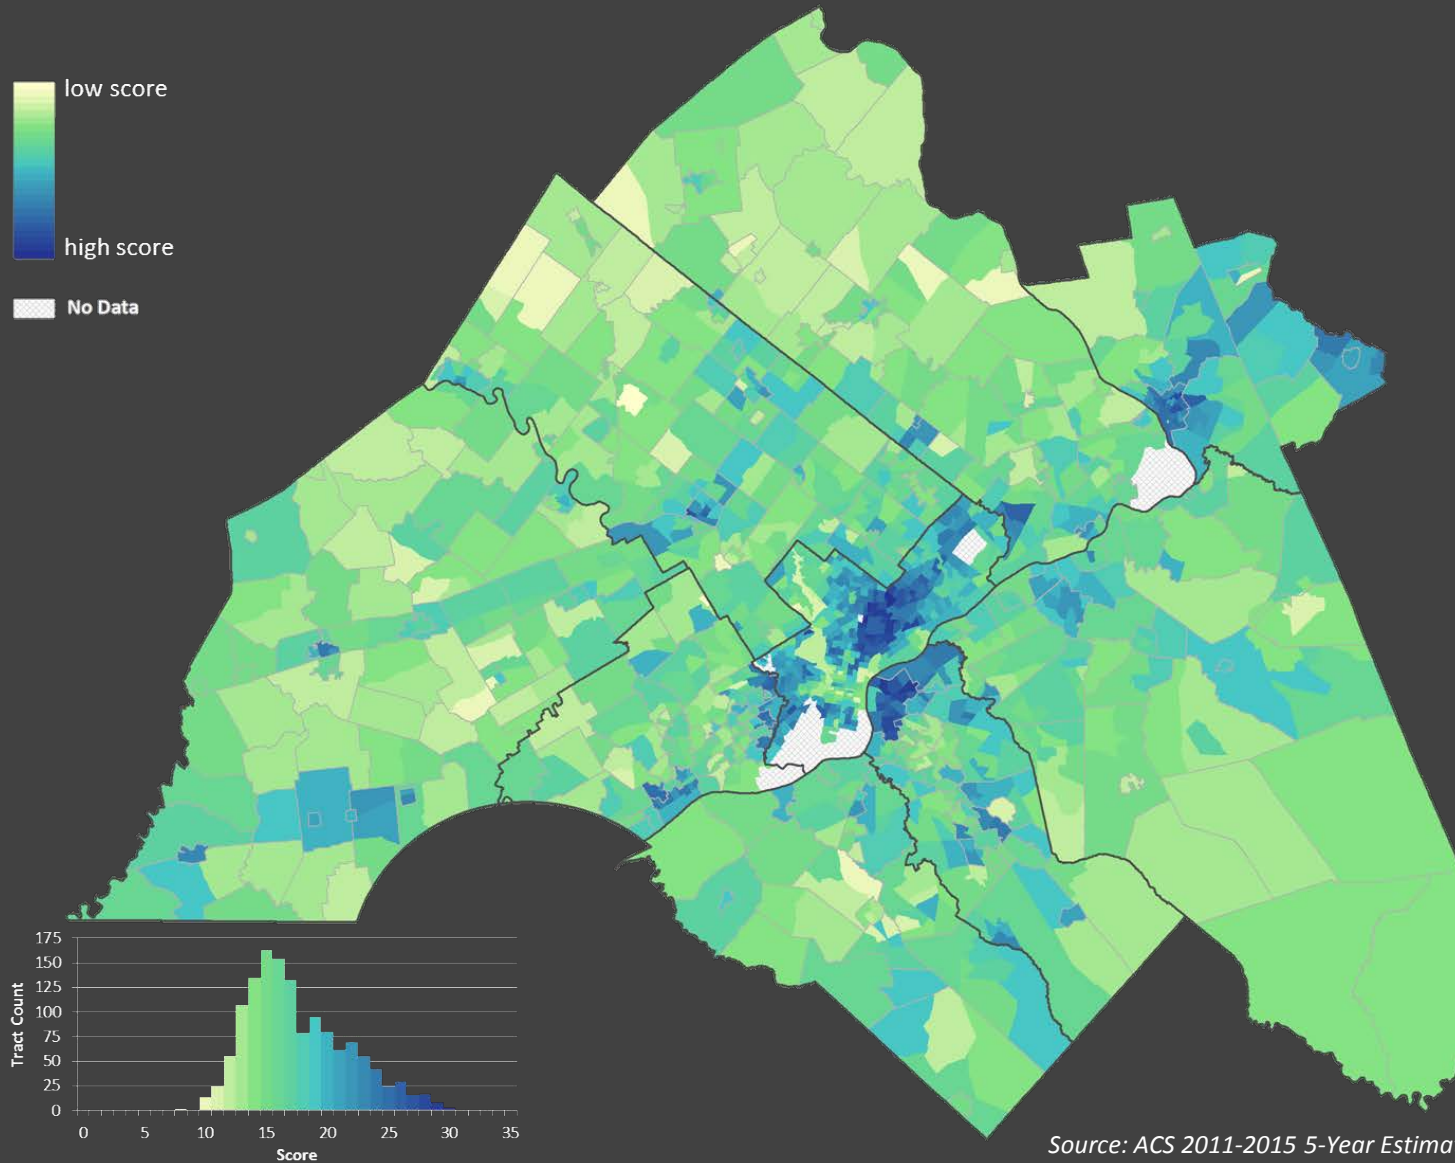 low score
high score
No Data
175
150
125
100
75
50
25
0
Tract Count
0 5 10 15 20 25 30 35
Score
Source: ACS 2011-2015 5-Year Estima